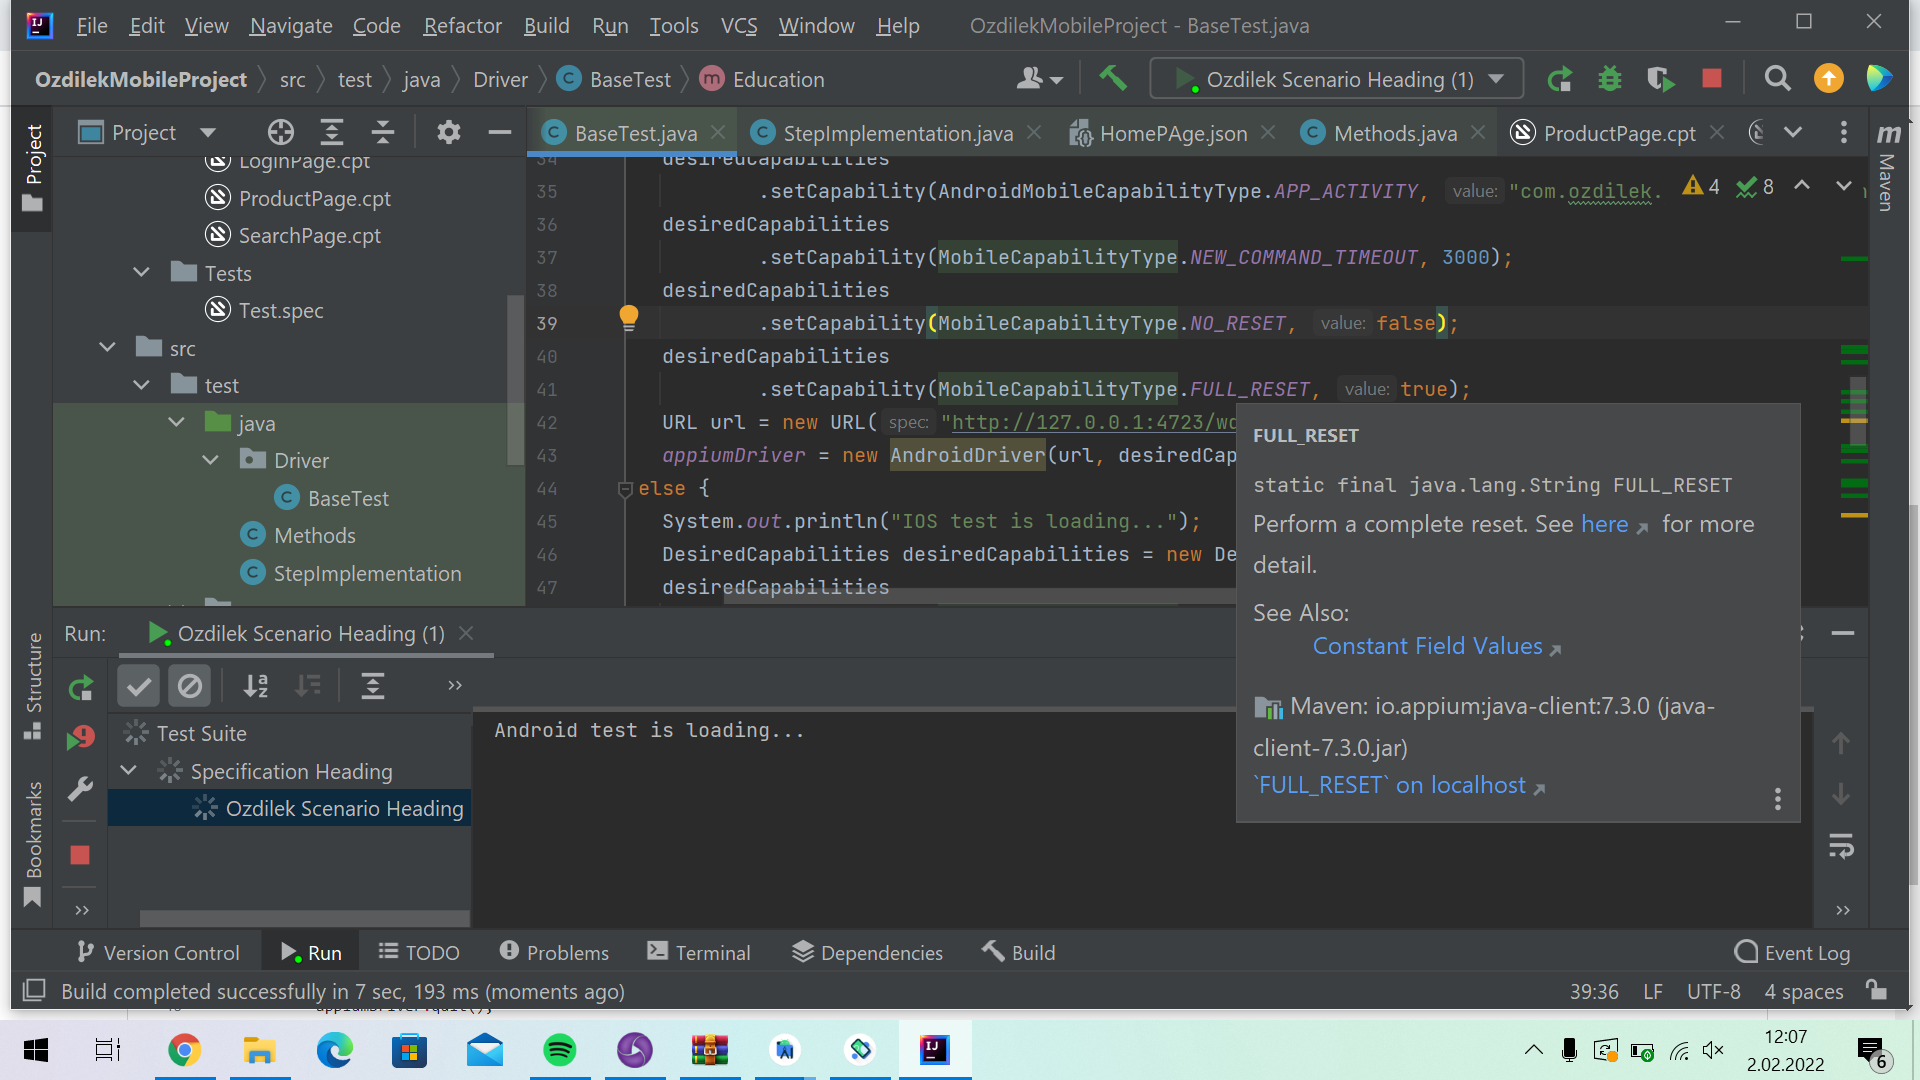 File Edit View Navigate Code Refactor Build Run Tools VCS Window Help OzdilekMobileProject - BaseTest.java
OzdilekMobileProject src test java Driver BaseTest Education Ozdilek Scenario Heading (1)
Project
BaseTest.java StepImplementation.java HomePAge.json Methods.java ProductPage.cpt
Project
Structure
Bookmarks
Maven
LoginPage.cpt
ProductPage.cpt
SearchPage.cpt
Tests
Test.spec
src
test
java
Driver
BaseTest
Methods
StepImplementation
4 8
34 desiredCapabilities
35 .setCapability(AndroidMobileCapabilityType.APP_ACTIVITY, value: "com.ozdilek.
36 desiredCapabilities
37 .setCapability(MobileCapabilityType.NEW_COMMAND_TIMEOUT, 3000);
38 desiredCapabilities
39 .setCapability(MobileCapabilityType.NO_RESET, value: false);
40 desiredCapabilities
41 .setCapability(MobileCapabilityType.FULL_RESET, value: true);
42 URL url = new URL( spec: "http://127.0.0.1:4723/wd
43 appiumDriver = new AndroidDriver(url, desiredCap
44 else {
45 System.out.println("IOS test is loading...");
46 DesiredCapabilities desiredCapabilities = new De
47 desiredCapabilities
FULL_RESET
static final java.lang.String FULL_RESET
Perform a complete reset. See here for more
detail.
See Also:
Constant Field Values
Maven: io.appium:java-client:7.3.0 (java-
client-7.3.0.jar)
`FULL_RESET` on localhost
Run: Ozdilek Scenario Heading (1)
Test Suite
Specification Heading
Ozdilek Scenario Heading
Android test is loading...
Version Control Run TODO Problems Terminal Dependencies Build Event Log
Build completed successfully in 7 sec, 193 ms (moments ago) 39:36 LF UTF-8 4 spaces
12:07
2.02.2022
6